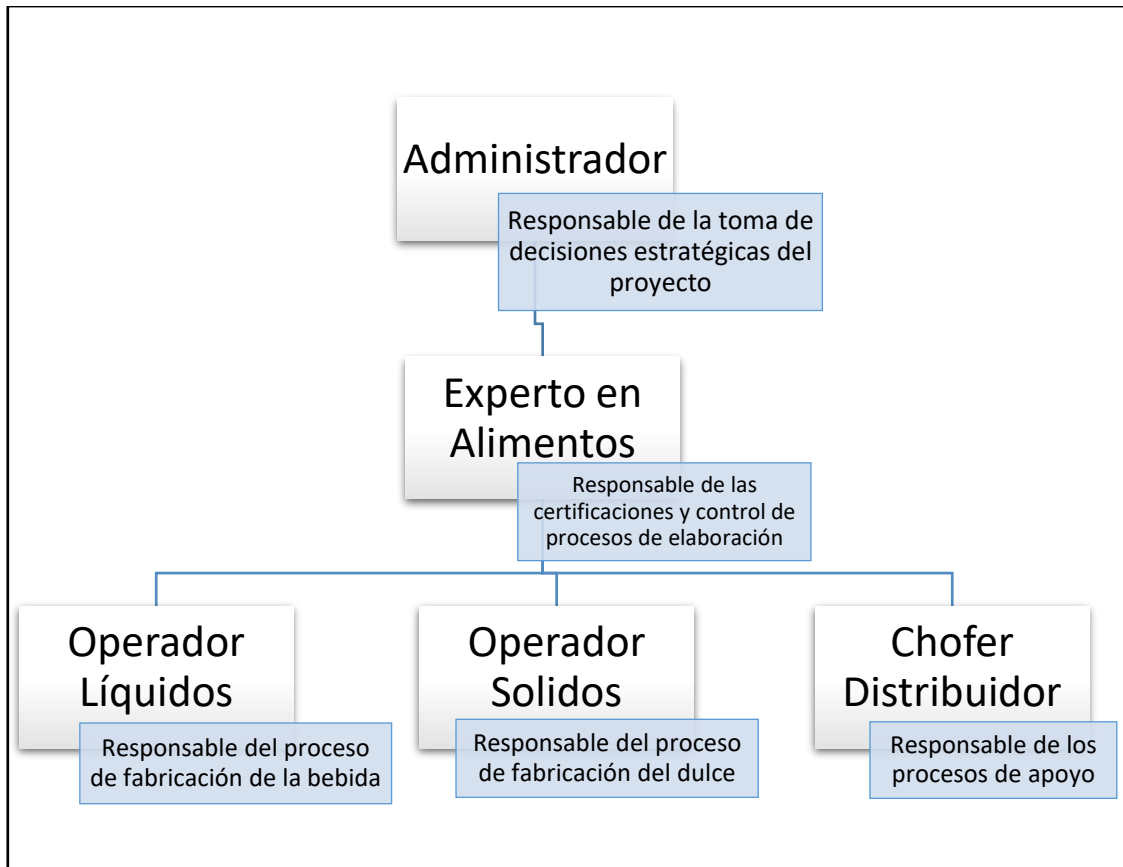 Administrador
Responsable de la toma de
decisiones estratégicas del
proyecto
Experto en
Alimentos
Responsable de las
certificaciones y control de
procesos de elaboración
Operador
Líquidos
Responsable del proceso
de fabricación de la bebida
Operador
Solidos
Responsable del proceso
de fabricación del dulce
Chofer
Distribuidor
Responsable de los
procesos de apoyo